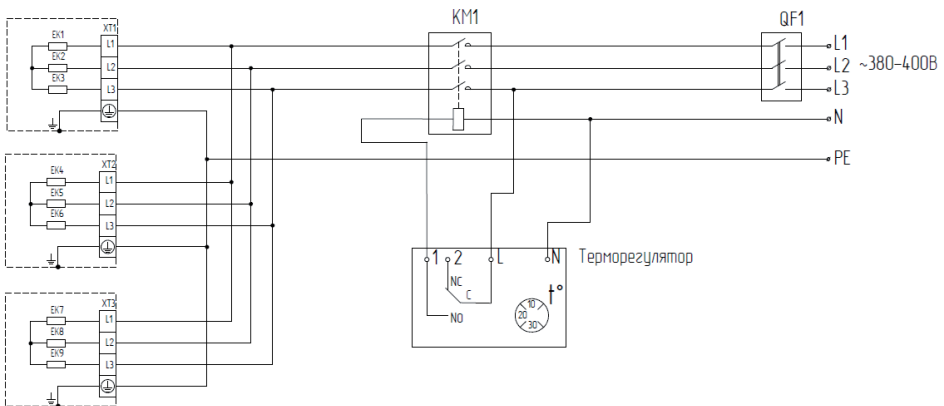 KM1
QF1
XT1
EK1
L1
EK2
L2
EK3
L3
L1
L2 ~380-400В
L3
N
PE
XT2
EK4
L1
EK5
L2
EK6
L3
1 2 L N Терморегулятор
NC
C
NO
t°
10
20
30
XT3
EK7
L1
EK8
L2
EK9
L3